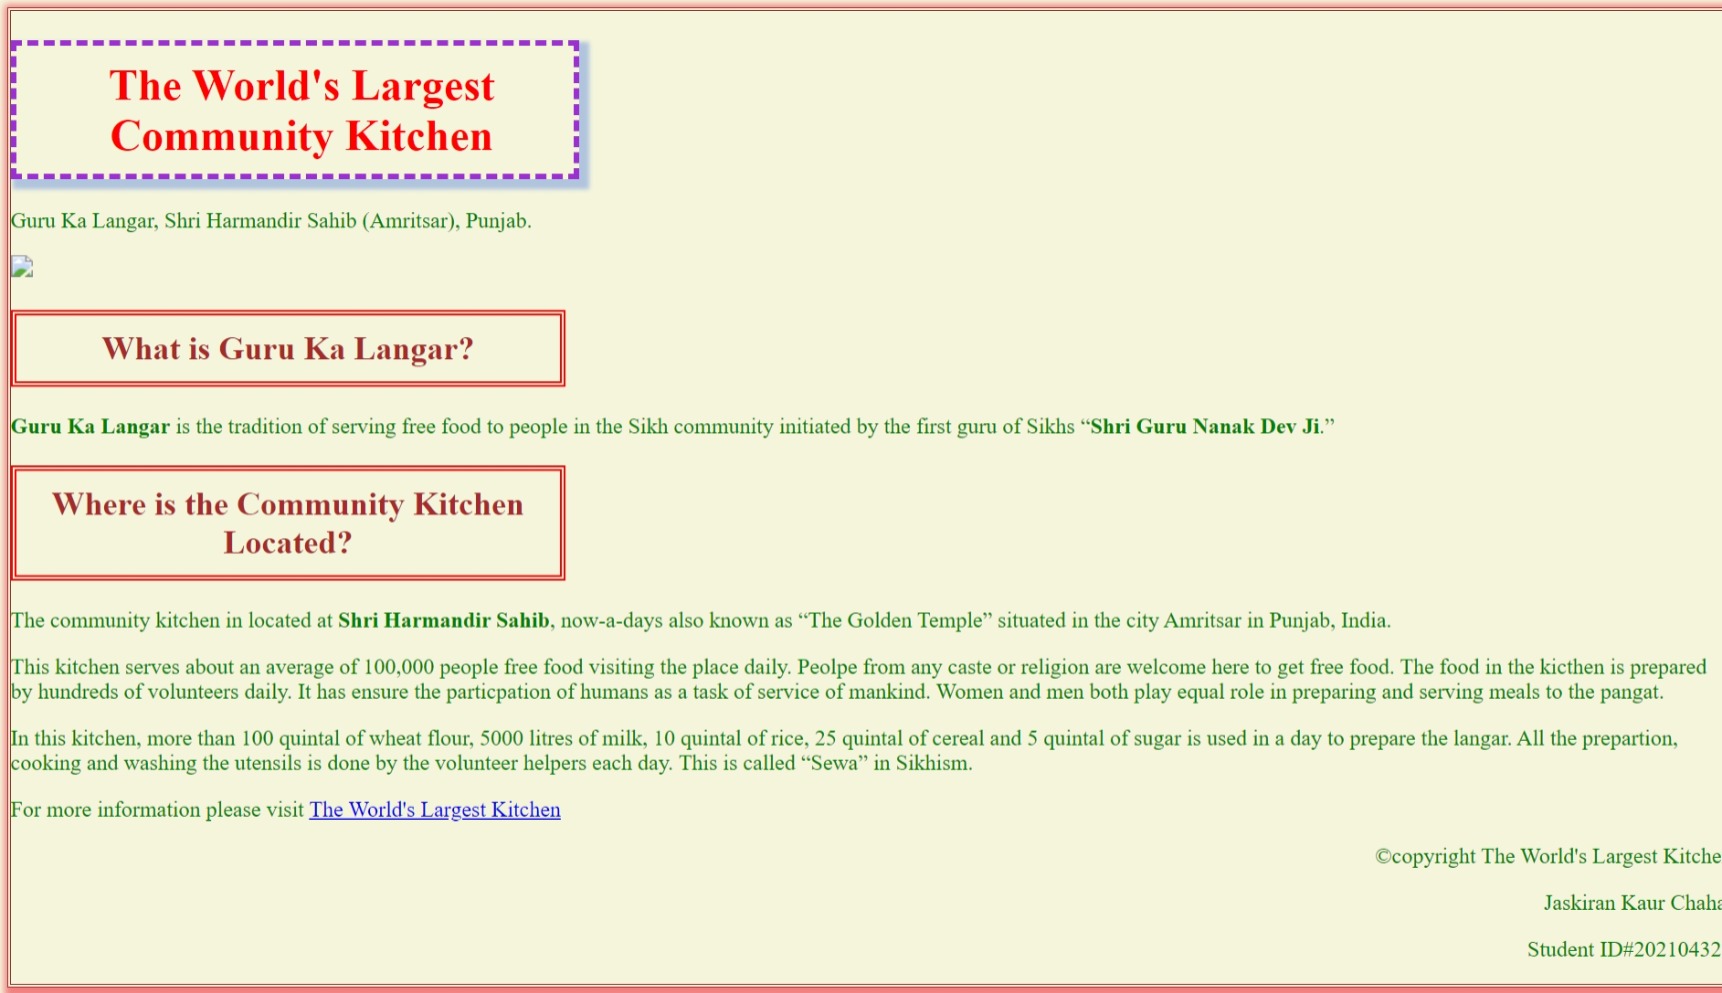 The World's Largest
Community Kitchen
Guru Ka Langar, Shri Harmandir Sahib (Amritsar), Punjab.
What is Guru Ka Langar?
Guru Ka Langar is the tradition of serving free food to people in the Sikh community initiated by the first guru of Sikhs “Shri Guru Nanak Dev Ji.”
Where is the Community Kitchen
Located?
The community kitchen in located at Shri Harmandir Sahib, now-a-days also known as “The Golden Temple” situated in the city Amritsar in Punjab, India.
This kitchen serves about an average of 100,000 people free food visiting the place daily. Peolpe from any caste or religion are welcome here to get free food. The food in the kicthen is prepared
by hundreds of volunteers daily. It has ensure the particpation of humans as a task of service of mankind. Women and men both play equal role in preparing and serving meals to the pangat.
In this kitchen, more than 100 quintal of wheat flour, 5000 litres of milk, 10 quintal of rice, 25 quintal of cereal and 5 quintal of sugar is used in a day to prepare the langar. All the prepartion,
cooking and washing the utensils is done by the volunteer helpers each day. This is called “Sewa” in Sikhism.
For more information please visit The World's Largest Kitchen
©copyright The World's Largest Kitche
Jaskiran Kaur Chaha
Student ID#20210432